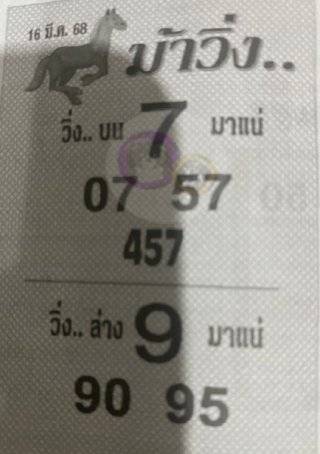 16 มี.ค. 68
ม้าวิ่ง..
วิ่ง.. บน 7 มาแน่
07 57
457
วิ่ง.. ล่าง 9 มาแน่
90 95